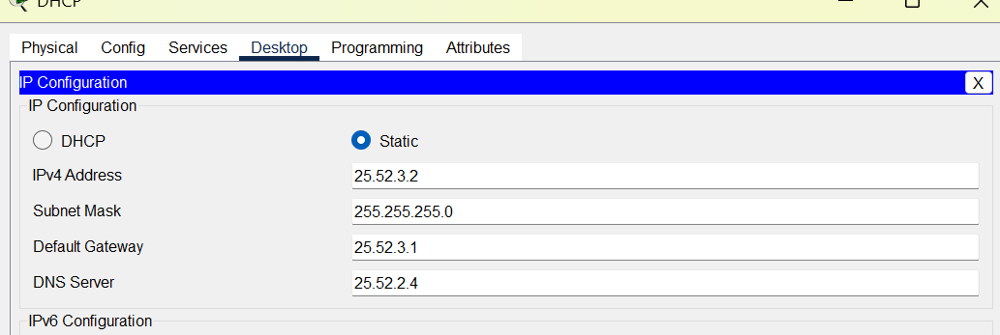 DHCP
Physical Config Services Desktop Programming Attributes
IP Configuration X
IP Configuration
DHCP Static
IPv4 Address 25.52.3.2
Subnet Mask 255.255.255.0
Default Gateway 25.52.3.1
DNS Server 25.52.2.4
IPv6 Configuration